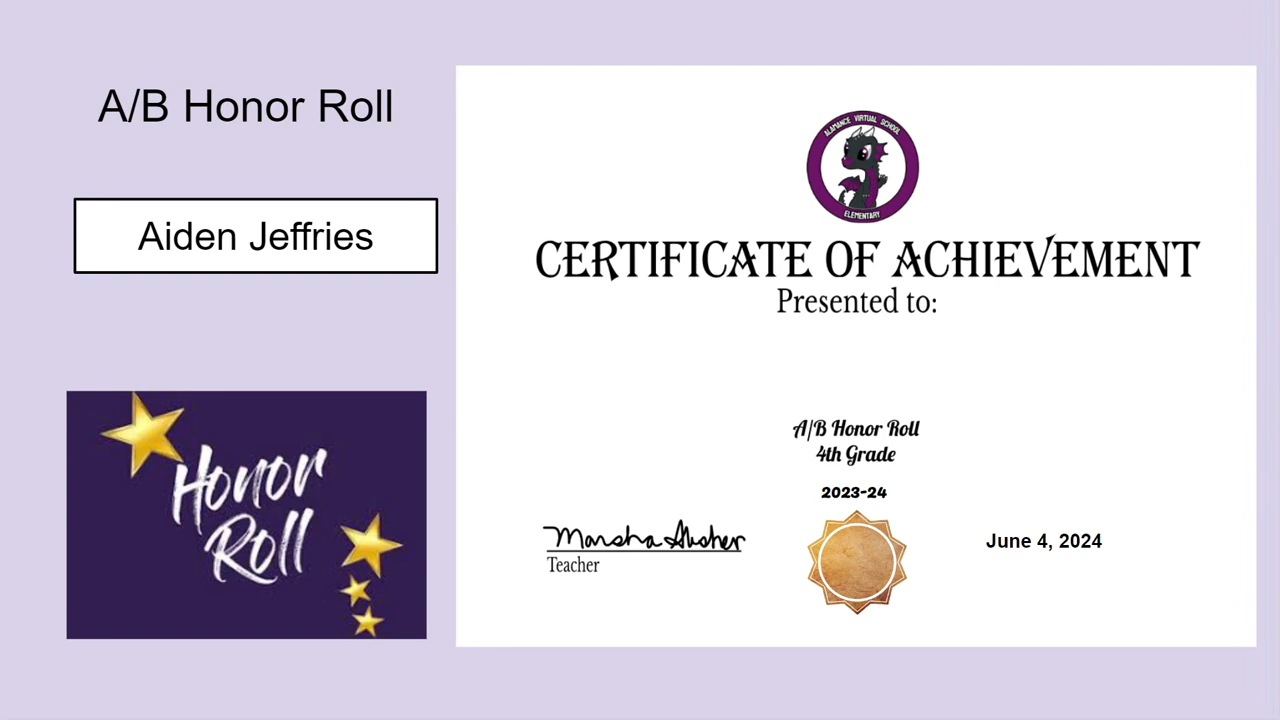 A/B Honor Roll
Aiden Jeffries
Honor
Roll
ALAMANCE VIRTUAL SCHOOL
ELEMENTARY
CERTIFICATE OF ACHIEVEMENT
Presented to:
A/B Honor Roll
4th Grade
2023-24
Marsha
Teacher
June 4, 2024